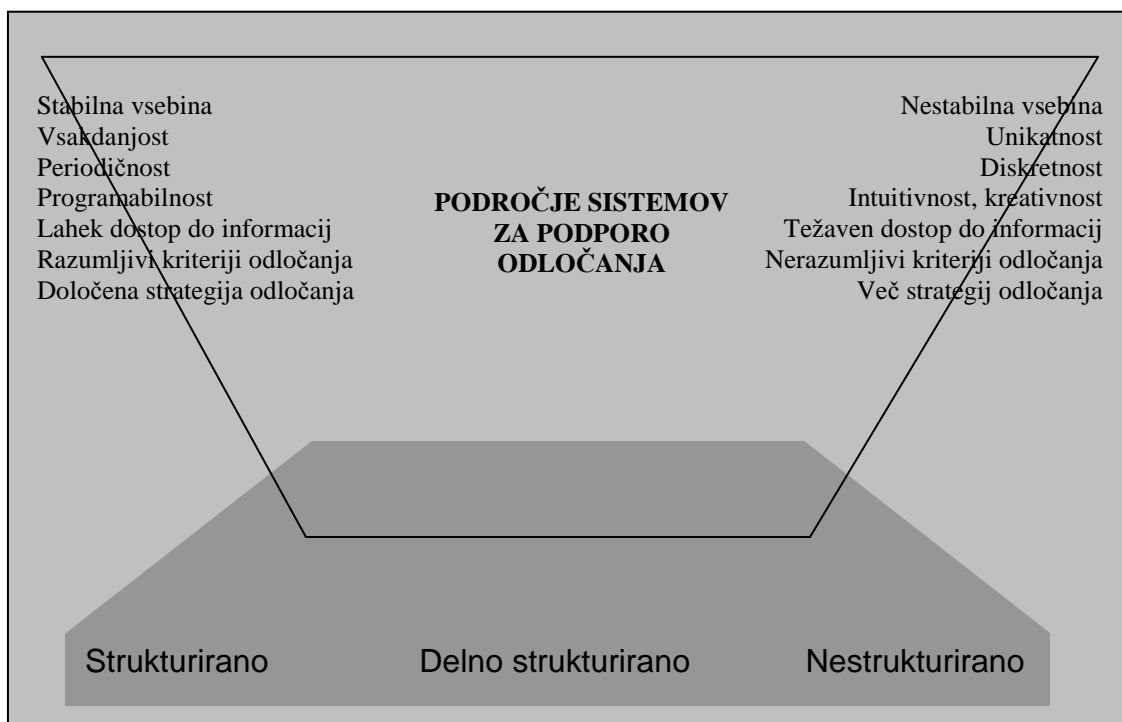 Stabilna vsebina
Vsakdanjost
Periodičnost
Programabilnost
Lahek dostop do informacij
Razumljivi kriteriji odločanja
Določena strategija odločanja
PODROČJE SISTEMOV
ZA PODPORO
ODLOČANJA
Nestabilna vsebina
Unikatnost
Diskretnost
Intuitivnost, kreativnost
Težaven dostop do informacij
Nerazumljivi kriteriji odločanja
Več strategij odločanja
Strukturirano
Delno strukturirano
Nestrukturirano